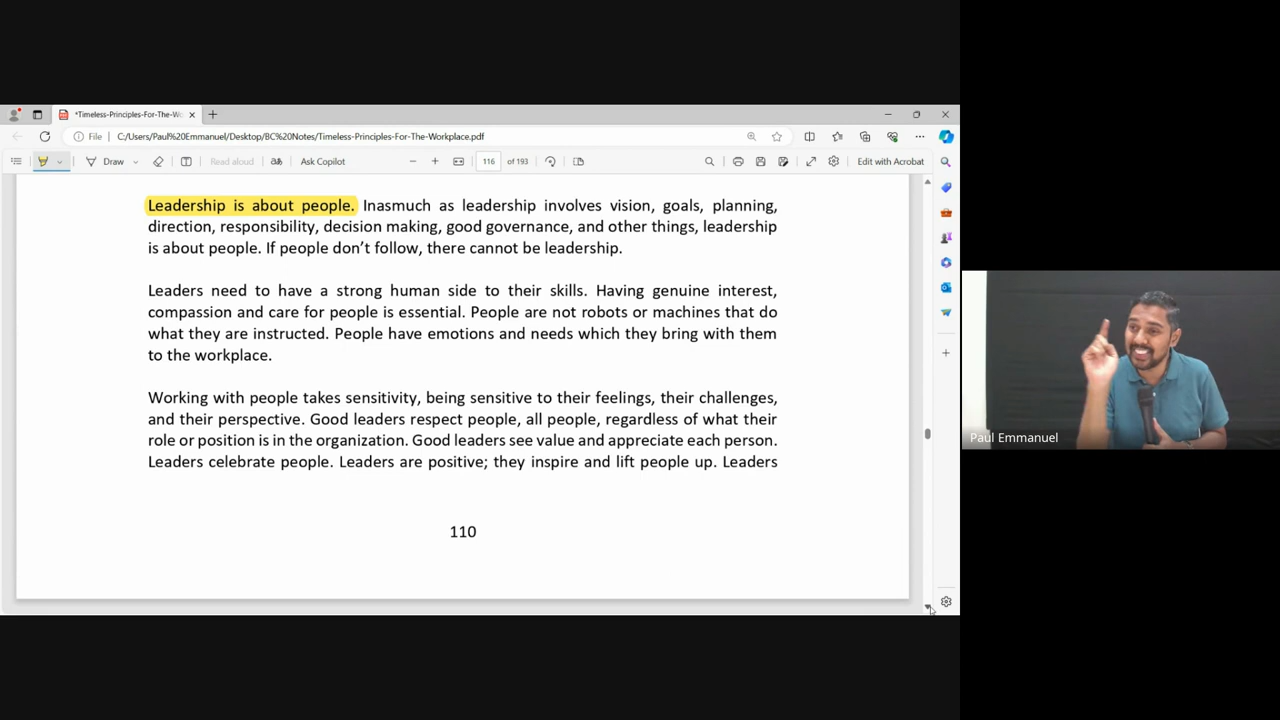 *Timeless-Principles-For-The-Wo
File
C:/Users/Paul%20Emmanuel/Desktop/BC%20Notes/Timeless-Principles-For-The-Workplace.pdf
Draw
Read aloud
Ask Copilot
116 of 193
Edit with Acrobat
Leadership is about people. Inasmuch as leadership involves vision, goals, planning,
direction, responsibility, decision making, good governance, and other things, leadership
is about people. If people don’t follow, there cannot be leadership.
Leaders need to have a strong human side to their skills. Having genuine interest,
compassion and care for people is essential. People are not robots or machines that do
what they are instructed. People have emotions and needs which they bring with them
to the workplace.
Working with people takes sensitivity, being sensitive to their feelings, their challenges,
and their perspective. Good leaders respect people, all people, regardless of what their
role or position is in the organization. Good leaders see value and appreciate each person.
Leaders celebrate people. Leaders are positive; they inspire and lift people up. Leaders
110
Paul Emmanuel